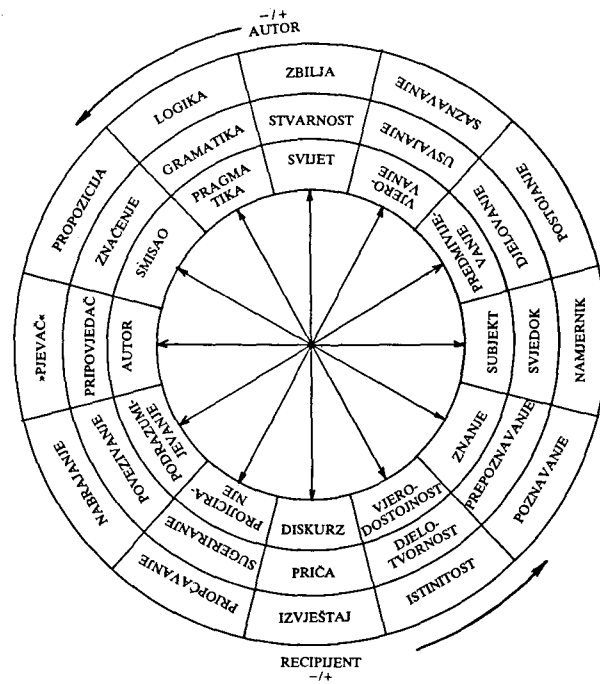 −/+
AUTOR
ZBILJA
STVARNOST
SVIJET
SAZNAVANJE
USVAJANJE
VJERO-
VANJE
POSTOJANJE
DJELOVANJE
PREDMIVIJE-
VANJE
NAMJERNIK
SVJEDOK
SUBJEKT
POZNAVANJE
PREPOZNAVANJE
ZNANJE
ISTINITOST
DJELO-
TVORNOST
VJERO-
DOSTOJNOST
DISKURZ
PRIČA
IZVJEŠTAJ
PROJICIRA-
NJE
SUGERIRANJE
PRIOPĆAVANJE
PODRAZUMI-
JEVANJE
POVEZIVANJE
NABRAJANJE
»PJEVAČ«
PRIPOVJEDAČ
AUTOR
PROPOZICIJA
ZNAČENJE
SMISAO
LOGIKA
GRAMATIKA
PRAGMA
TIKA
RECIPIJENT
−/+